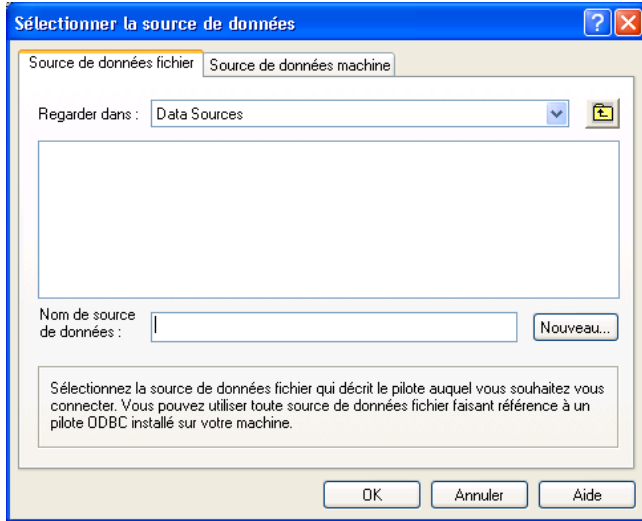 Sélectionner la source de données
Source de données fichier
Source de données machine
Regarder dans :
Data Sources
Nom de source
de données :
Nouveau...
Sélectionnez la source de données fichier qui décrit le pilote auquel vous souhaitez vous
connecter. Vous pouvez utiliser toute source de données fichier faisant référence à un
pilote ODBC installé sur votre machine.
OK
Annuler
Aide